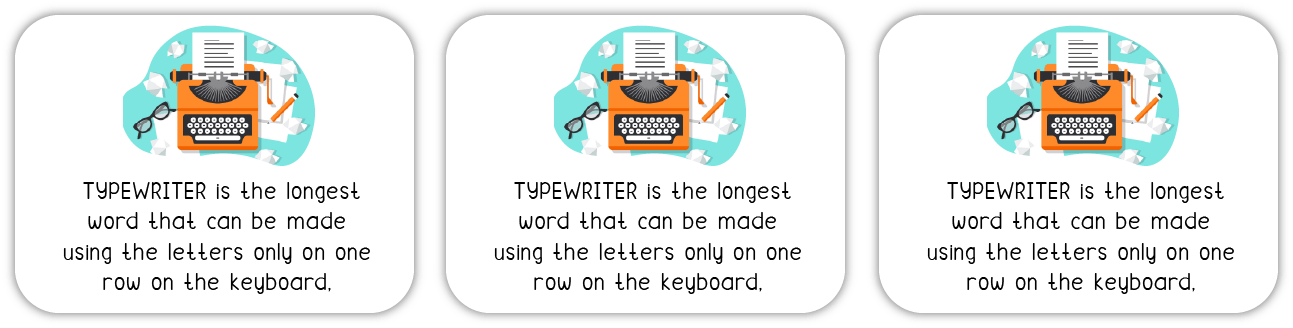 TYPEWRITER is the longest
word that can be made
using the letters only on one
row on the keyboard,
TYPEWRITER is the longest
word that can be made
using the letters only on one
row on the keyboard,
TYPEWRITER is the longest
word that can be made
using the letters only on one
row on the keyboard,